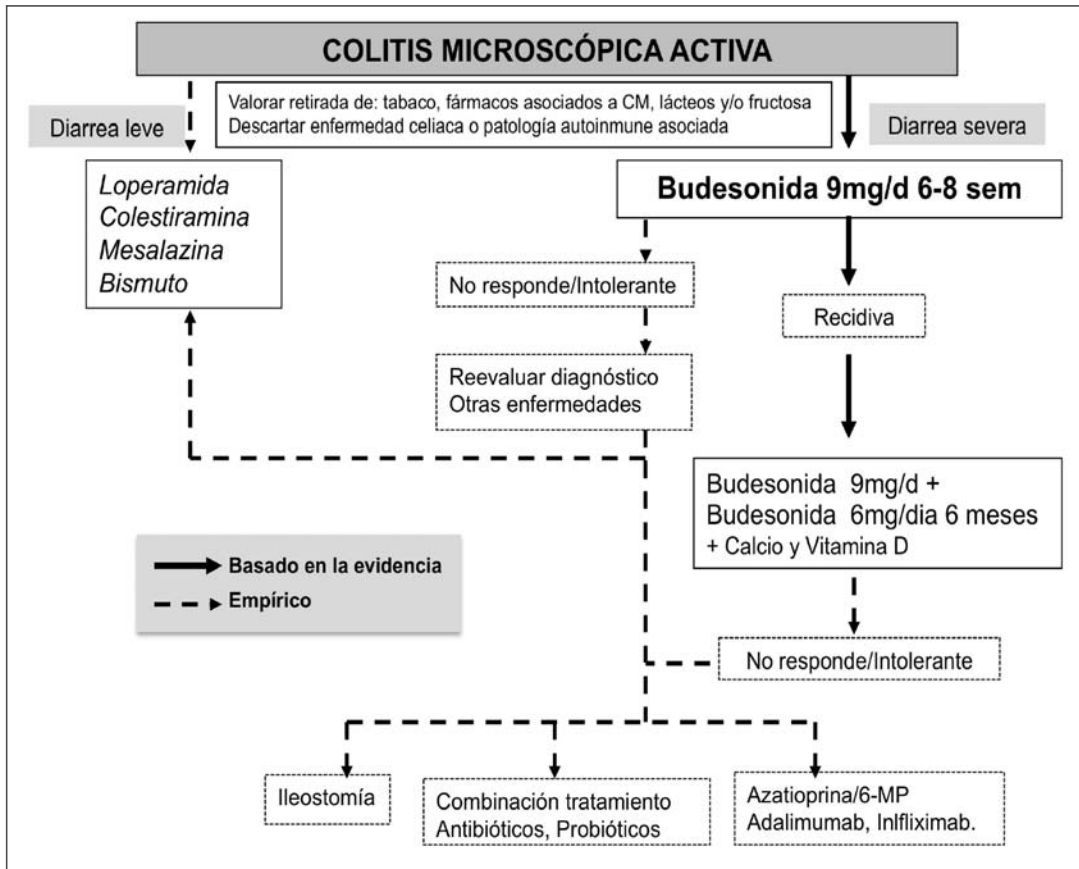 COLITIS MICROSCÓPICA ACTIVA
Valorar retirada de: tabaco, fármacos asociados a CM, lácteos y/o fructosa
Descartar enfermedad celiaca o patología autoinmune asociada
Diarrea leve
Diarrea severa
Loperamida
Colestiramina
Mesalazina
Bismuto
Budesonida 9mg/d 6-8 sem
No responde/Intolerante
Recidiva
Reevaluar diagnóstico
Otras enfermedades
Budesonida 9mg/d +
Budesonida 6mg/dia 6 meses
+ Calcio y Vitamina D
Basado en la evidencia
Empírico
No responde/Intolerante
Ileostomía
Combinación tratamiento
Antibióticos, Probióticos
Azatioprina/6-MP
Adalimumab, Inlfliximab.